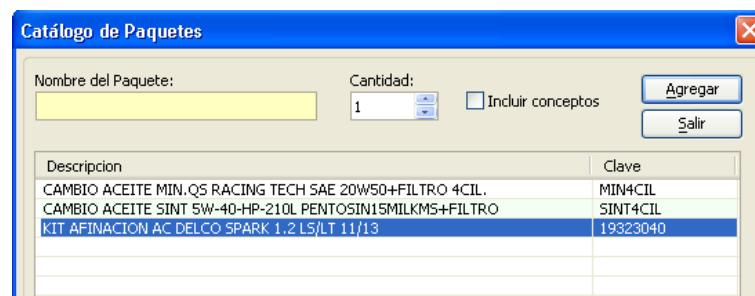 Catálogo de Paquetes
Nombre del Paquete:
Cantidad:
1
Incluir conceptos
Agregar
Salir
Descripcion Clave
CAMBIO ACEITE MIN.QS RACING TECH SAE 20W50+FILTRO 4CIL. MIN4CIL
CAMBIO ACEITE SINT 5W-40-HP-210L PENTOSIN15MILKMS+FILTRO SINT4CIL
KIT AFINACION AC DELCO SPARK 1.2 LS/LT 11/13 19323040